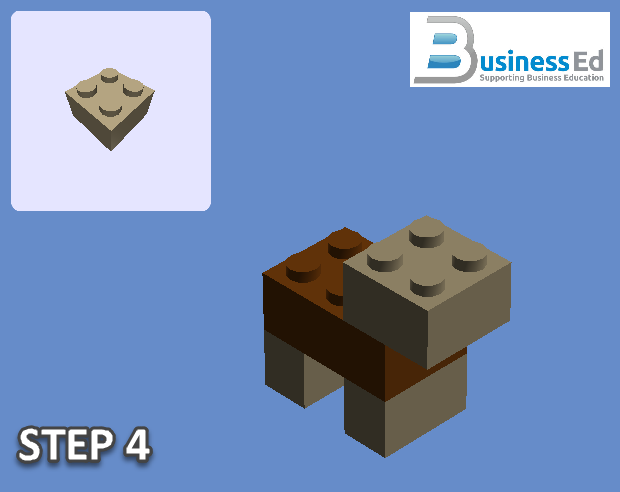 BusinessEd
Supporting Business Education
STEP 4